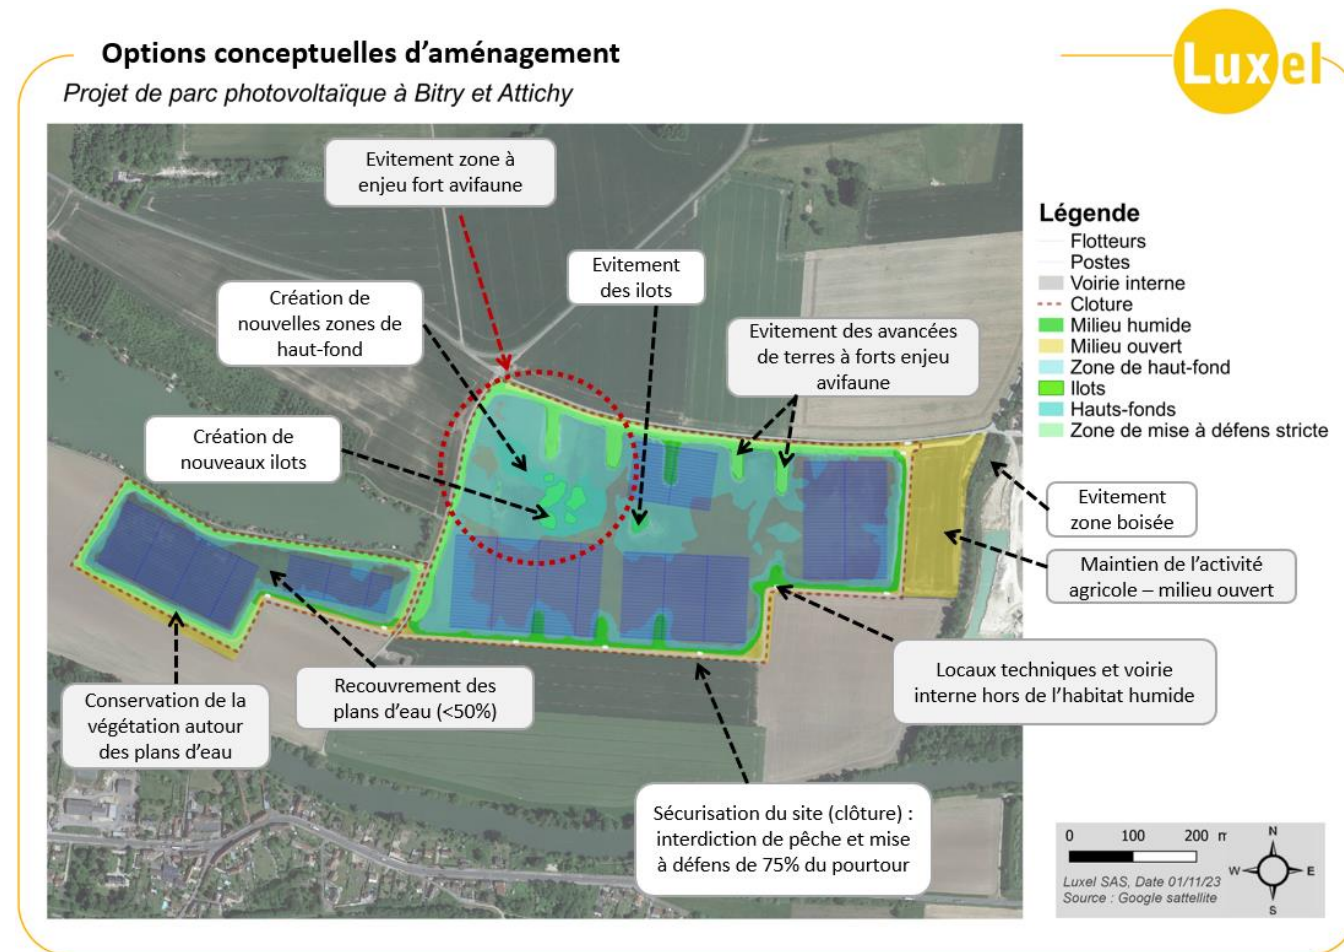 Options conceptuelles d'aménagement
Projet de parc photovoltaïque à Bitry et Attichy
Luxel
Evitement zone à
enjeu fort avifaune
Evitement
des ilots
Création de
nouvelles zones de
haut-fond
Evitement des avancées
de terres à forts enjeu
avifaune
Création de
nouveaux ilots
Légende
Flotteurs
Postes
Voirie interne
Cloture
Milieu humide
Milieu ouvert
Zone de haut-fond
Ilots
Hauts-fonds
Zone de mise à défens stricte
Evitement
zone boisée
Maintien de l'activité
agricole – milieu ouvert
Locaux techniques et voirie
interne hors de l'habitat humide
Recouvrement des
plans d'eau (<50%)
Conservation de la
végétation autour
des plans d'eau
Sécurisation du site (clôture) :
interdiction de pêche et mise
à défens de 75% du pourtour
0 100 200 m
N
W E
S
Luxel SAS, Date 01/11/23
Source : Google sattellite